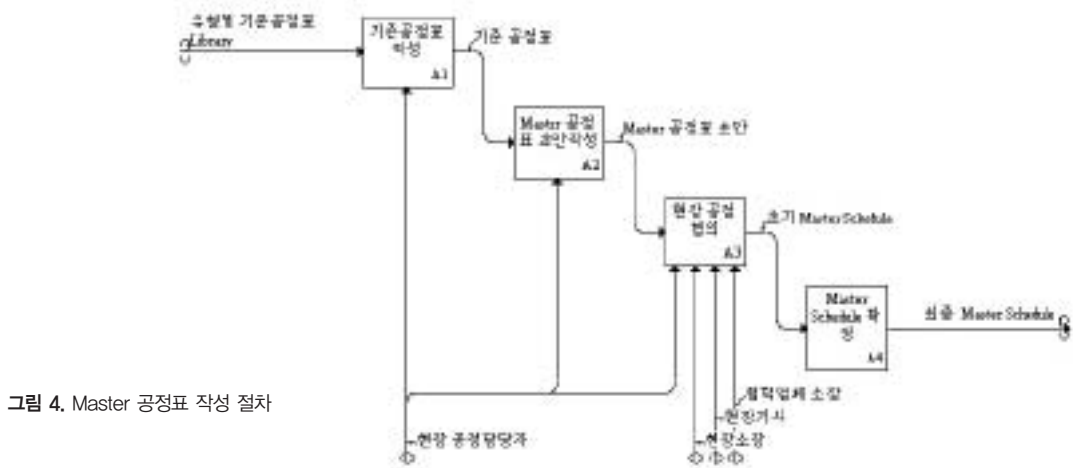 유형별 기준공정표
Library
기준공정표
작성
A1
기준 공정표
Master 공정
표 초안작성
A2
Master 공정표 초안
현장 공정
협의
A3
초기 Master Schedule
Master
Schedule 확
정
A4
최종 Master Schedule
협력업체 소장
현장기사
현장소장
현장 공정담당자
그림 4. Master 공정표 작성 절차